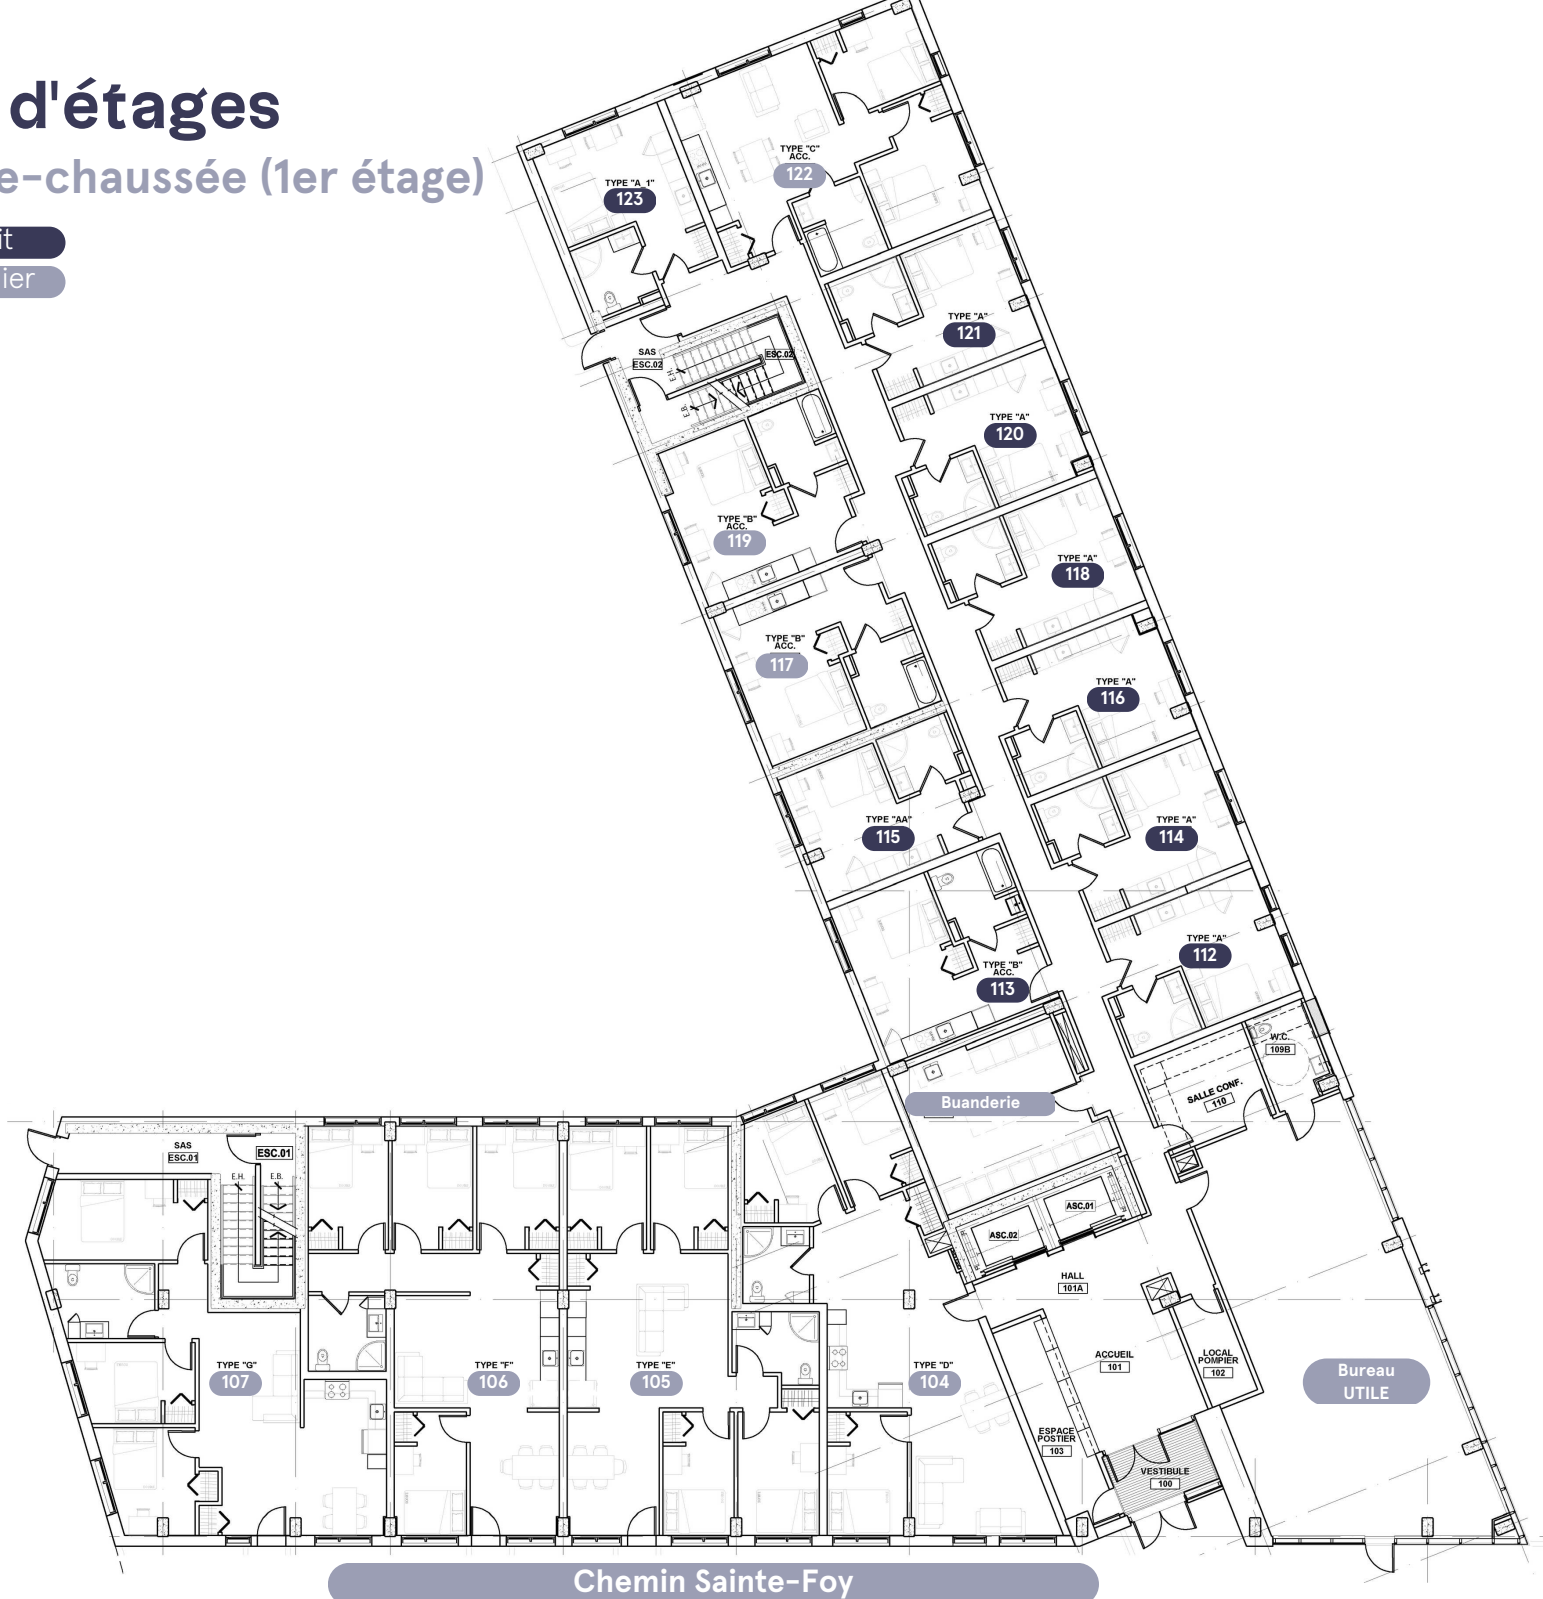 d'étages
e-chaussée (1er étage)
it
ier
TYPE "A_1"
123
TYPE "C"
ACC.
122
TYPE "A"
121
SAS
ESC.02
ESC.02
E.H.
E.B.
TYPE "A"
120
TYPE "B"
ACC.
119
TYPE "A"
118
TYPE "B"
ACC.
117
TYPE "A"
116
TYPE "AA"
115
TYPE "A"
114
TYPE "B"
ACC.
113
TYPE "A"
112
W.C.
109B
SALLE CONF.
110
Buanderie
ASC.01
ASC.02
SAS
ESC.01
ESC.01
E.H.
E.B.
HALL
101A
ACCUEIL
101
LOCAL
POMPIER
102
Bureau
UTILE
TYPE "G"
107
TYPE "F"
106
TYPE "E"
105
TYPE "D"
104
ESPACE
POSTIER
103
VESTIBULE
100
Chemin Sainte-Foy